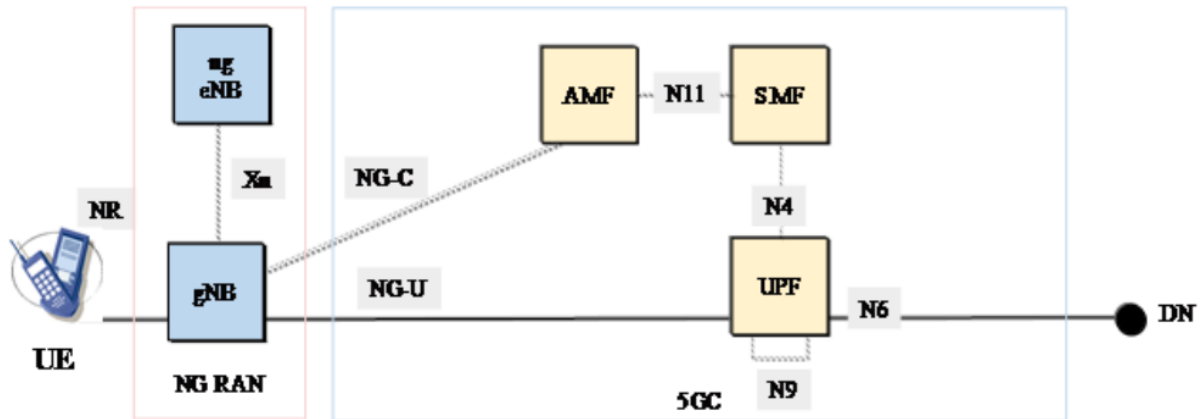 ng
eNB
AMF
N11
SMF
NG-C
Xn
NR
N4
gNB
NG-U
UPF
N6
DN
UE
NG RAN
N9
5GC